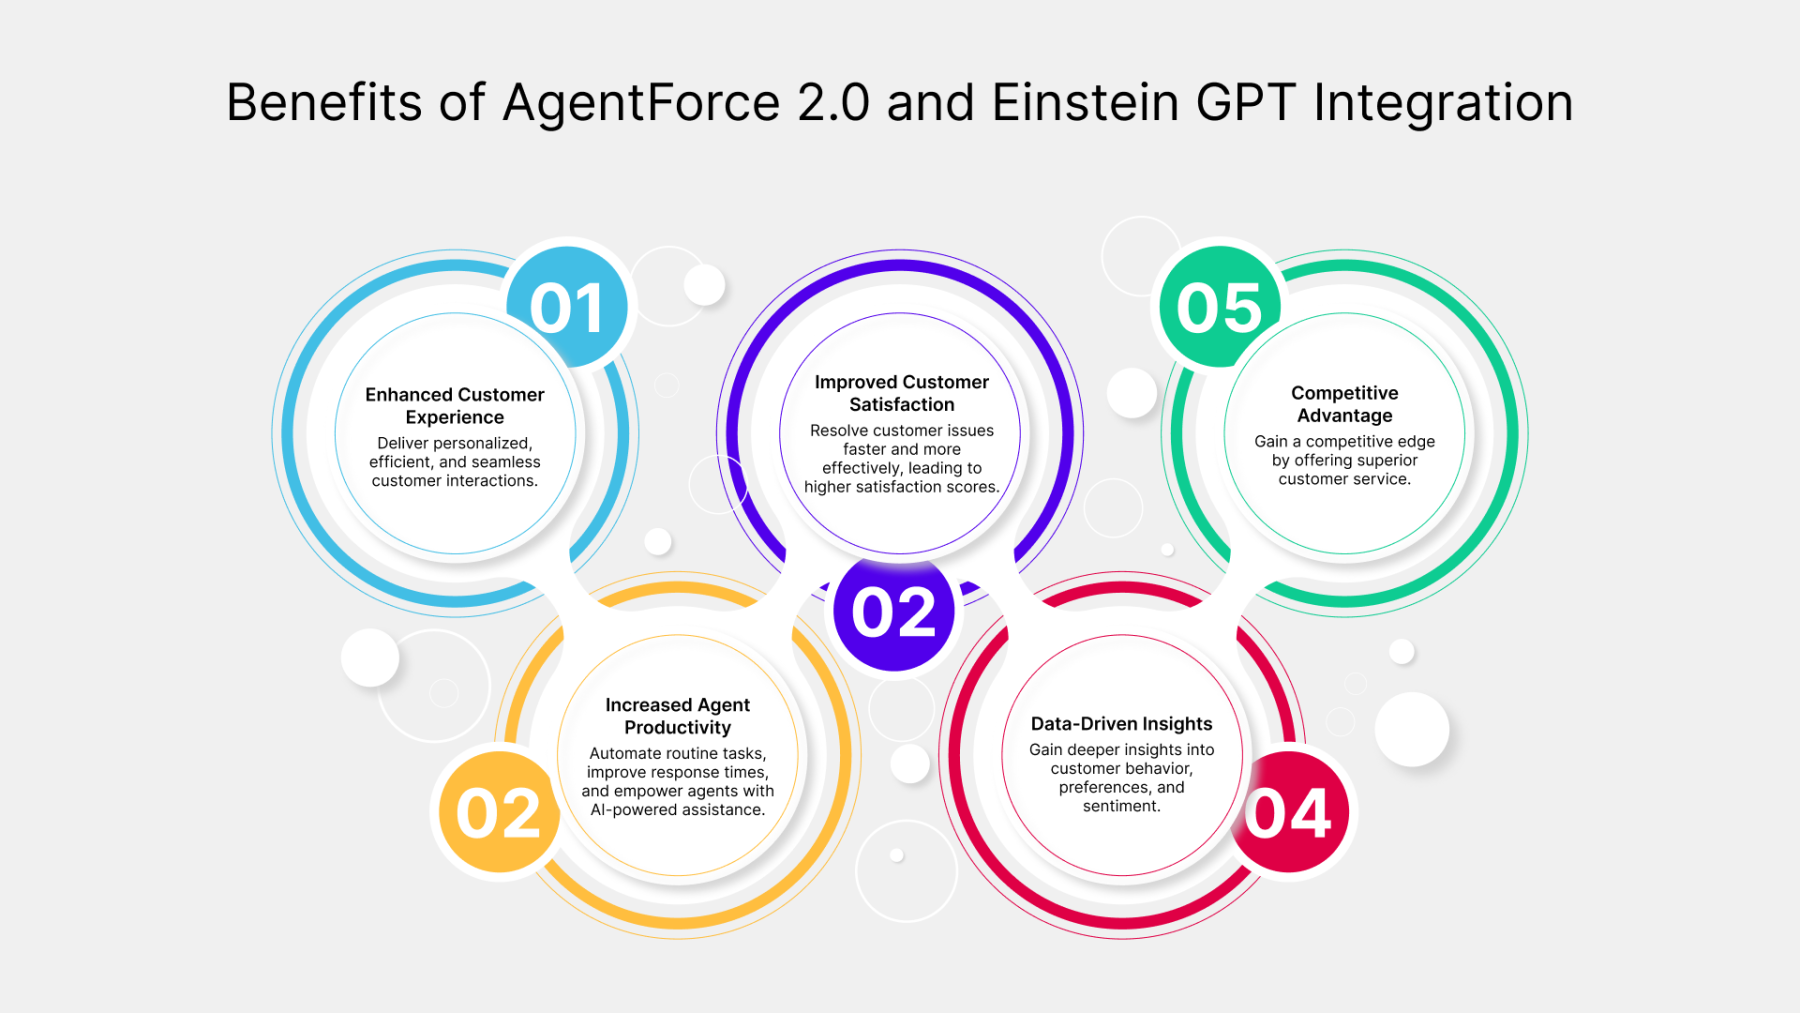 Benefits of AgentForce 2.0 and Einstein GPT Integration
01
Enhanced Customer
Experience
Deliver personalized,
efficient, and seamless
customer interactions.
02
Increased Agent
Productivity
Automate routine tasks,
improve response times,
and empower agents with
AI-powered assistance.
02
Improved Customer
Satisfaction
Resolve customer issues
faster and more
effectively, leading to
higher satisfaction scores.
04
Data-Driven Insights
Gain deeper insights into
customer behavior,
preferences, and
sentiment.
05
Competitive
Advantage
Gain a competitive edge
by offering superior
customer service.